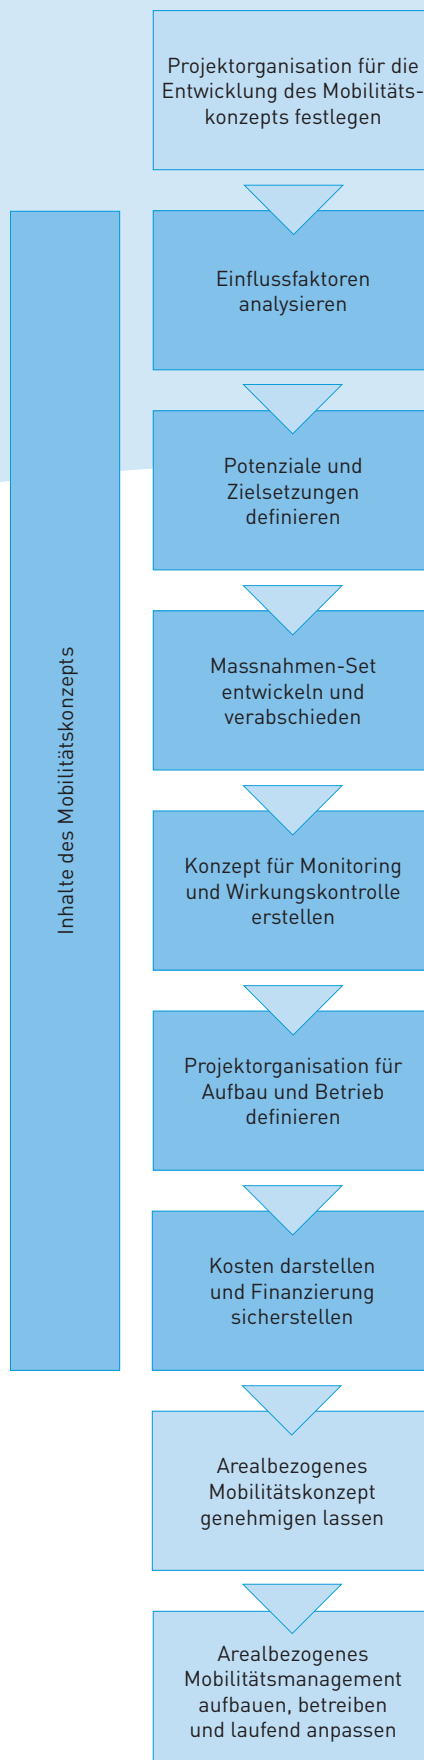 Projektorganisation für die
Entwicklung des Mobilitäts-
konzepts festlegen
Inhalte des Mobilitätskonzepts
Einflussfaktoren
analysieren
Potenziale und
Zielsetzungen
definieren
Massnahmen-Set
entwickeln und
verabschieden
Konzept für Monitoring
und Wirkungskontrolle
erstellen
Projektorganisation für
Aufbau und Betrieb
definieren
Kosten darstellen
und Finanzierung
sicherstellen
Arealbezogenes
Mobilitätskonzept
genehmigen lassen
Arealbezogenes
Mobilitätsmanagement
aufbauen, betreiben
und laufend anpassen